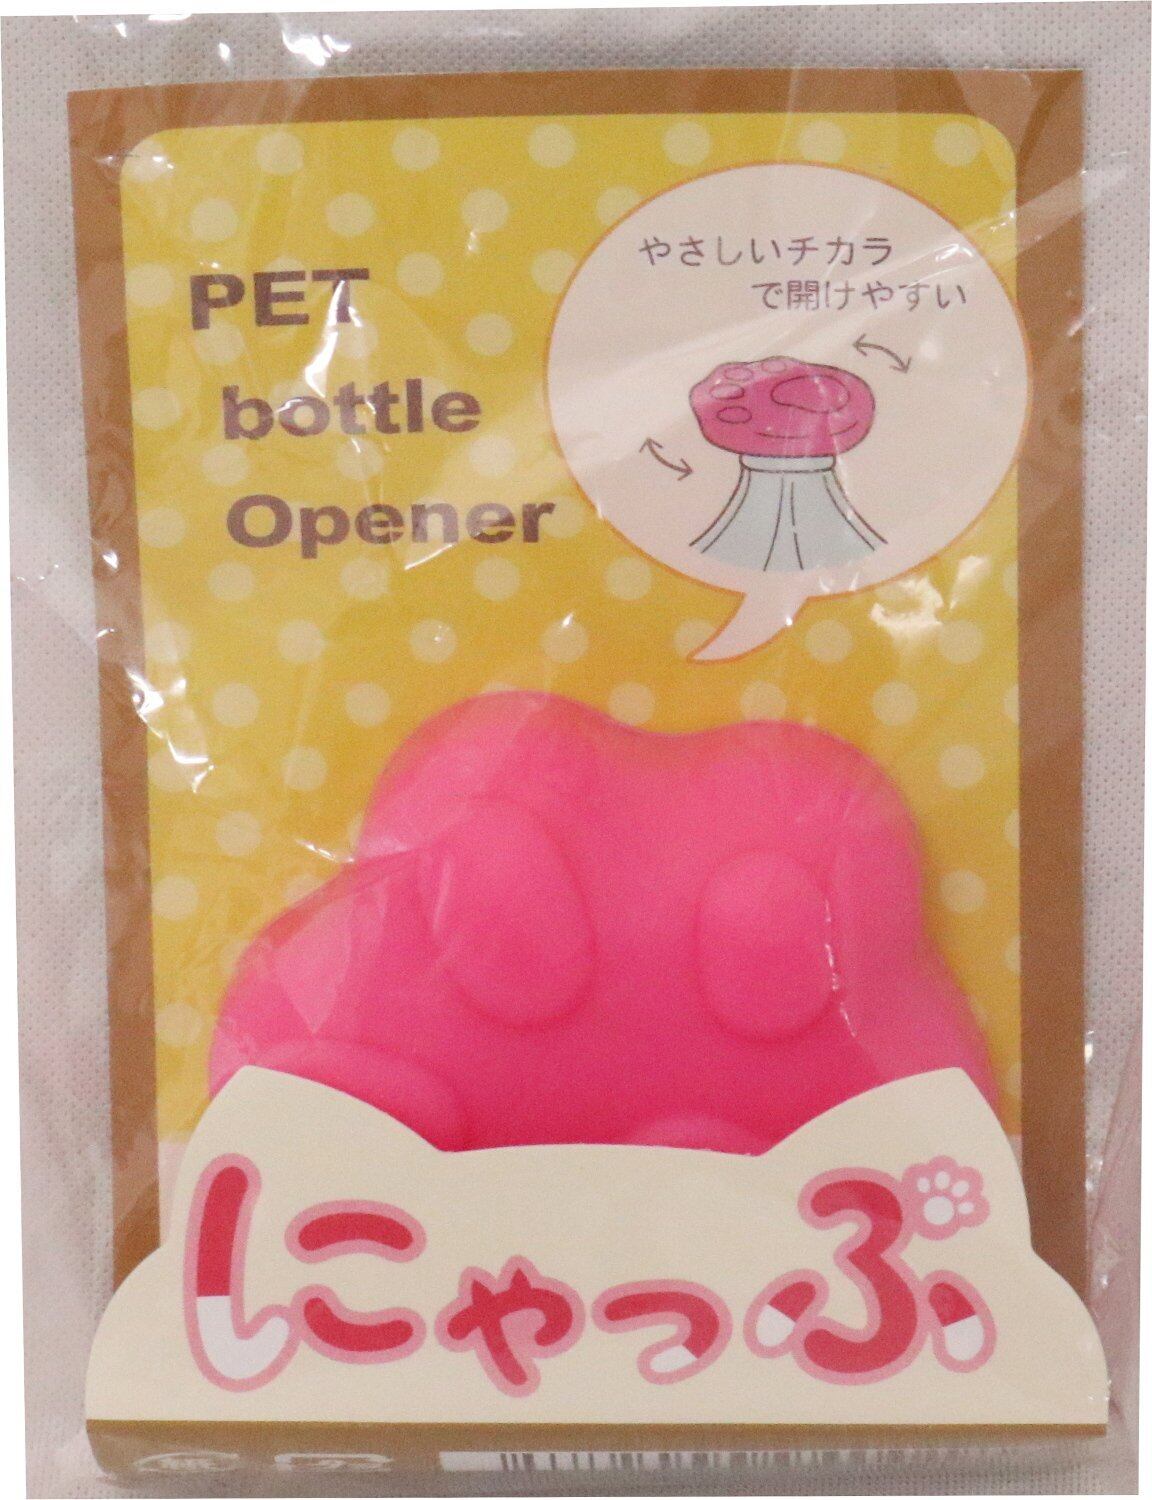 PET
bottle
Opener
やさしいチカラ
で開けやすい
にゃっぷ